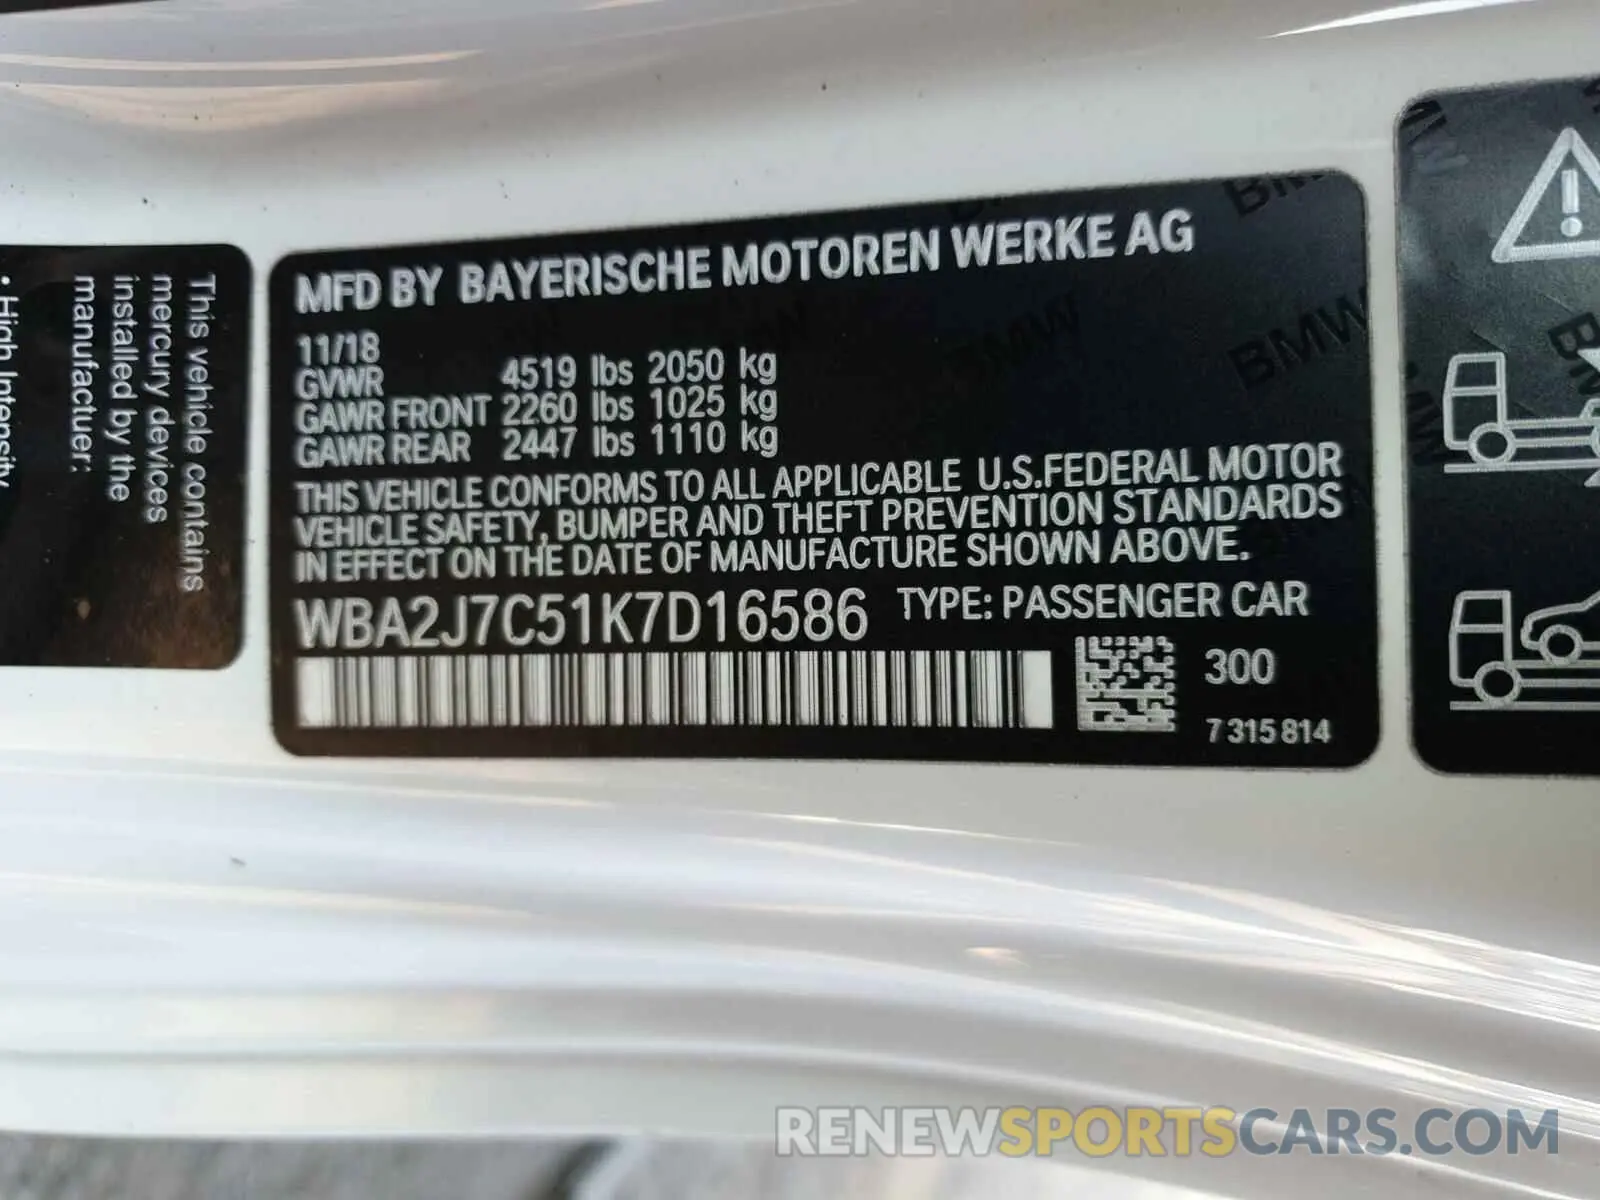 This vehicle contains
mercury devices
installed by the
manufactuer:
• High Intensity
MFD BY BAYERISCHE MOTOREN WERKE AG
11/18
GVWR 4519 lbs 2050 kg
GAWR FRONT 2260 lbs 1025 kg
GAWR REAR 2447 lbs 1110 kg
THIS VEHICLE CONFORMS TO ALL APPLICABLE U.S.FEDERAL MOTOR
VEHICLE SAFETY, BUMPER AND THEFT PREVENTION STANDARDS
IN EFFECT ON THE DATE OF MANUFACTURE SHOWN ABOVE.
WBA2J7C51K7D16586 TYPE: PASSENGER CAR
300
7 315 814
BMW
BMW
RENEWSPORTSCARS.COM